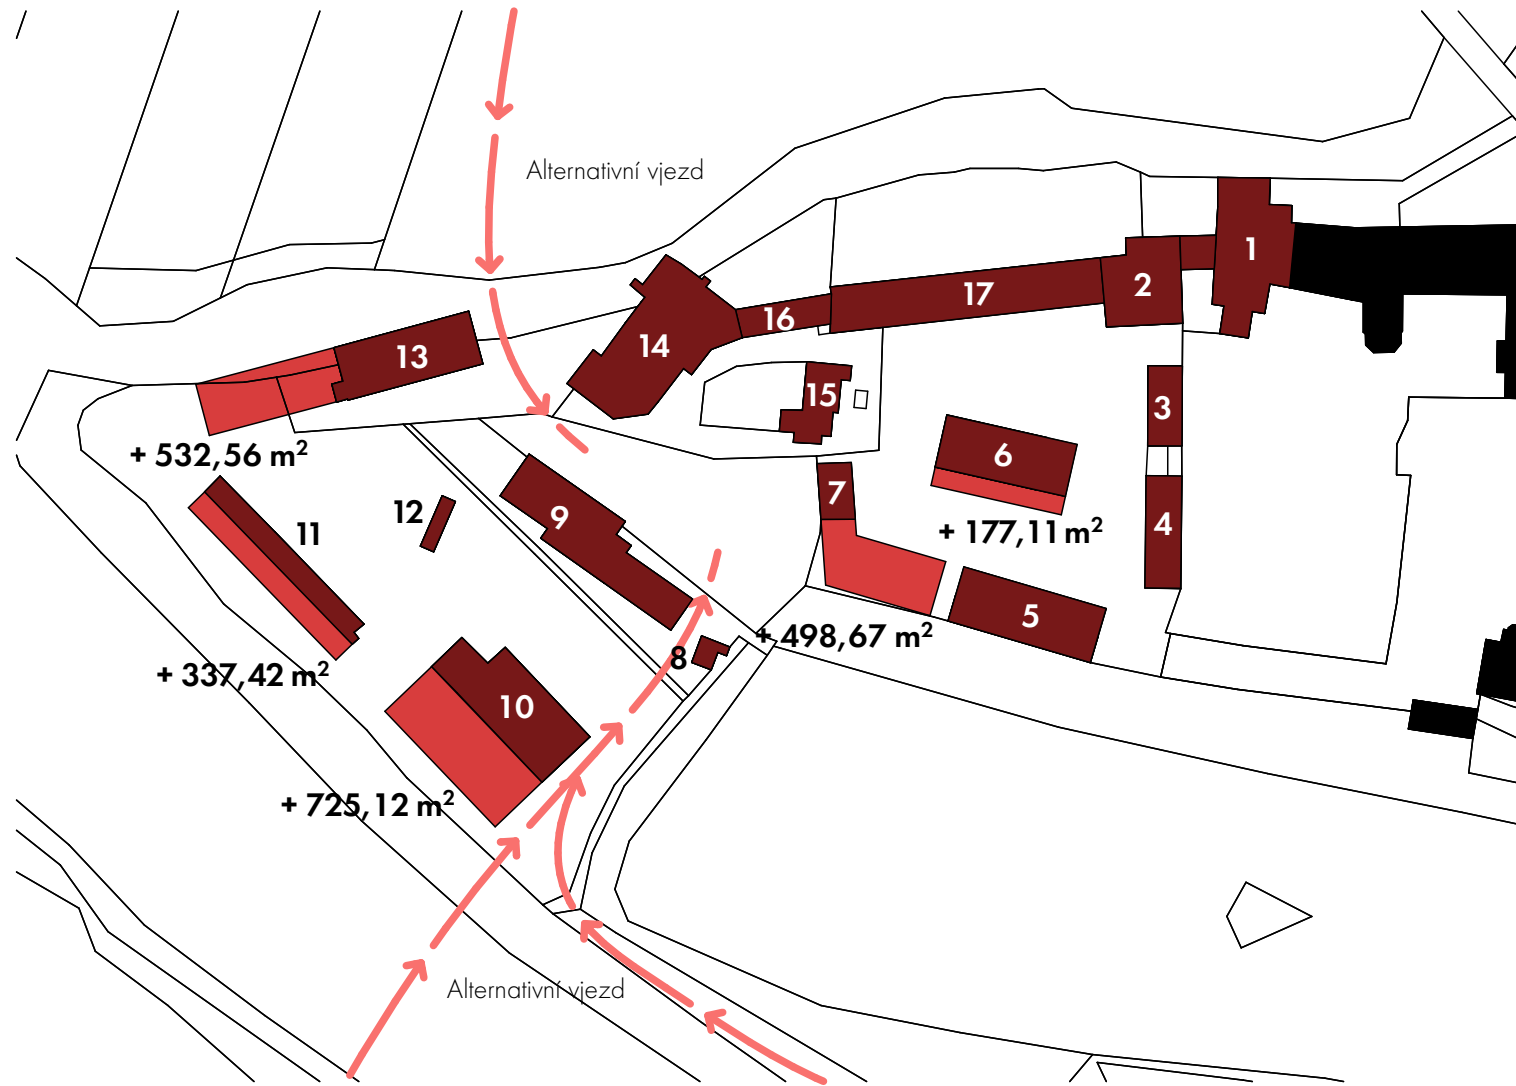 Alternativní vjezd
1
2
17
16
14
13
15
3
6
+ 532,56 m²
7
12
9
11
4
+ 177,11 m²
5
+ 498,67 m²
8
+ 337,42 m²
10
+ 725,12 m²
Alternativní vjezd